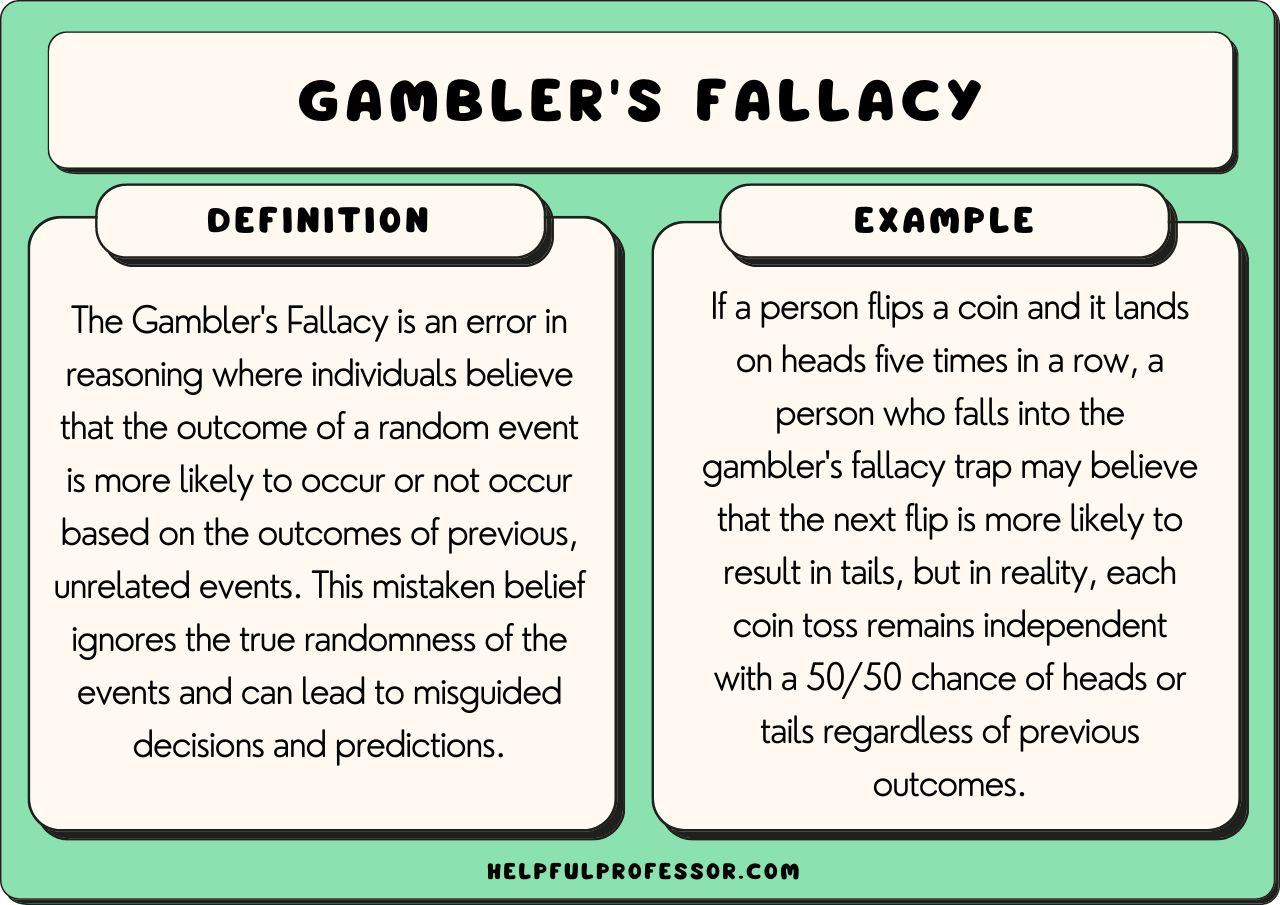 GAMBLER'S FALLACY
DEFINITION
The Gambler's Fallacy is an error in
reasoning where individuals believe
that the outcome of a random event
is more likely to occur or not occur
based on the outcomes of previous,
unrelated events. This mistaken belief
ignores the true randomness of the
events and can lead to misguided
decisions and predictions.
EXAMPLE
If a person flips a coin and it lands
on heads five times in a row, a
person who falls into the
gambler's fallacy trap may believe
that the next flip is more likely to
result in tails, but in reality, each
coin toss remains independent
with a 50/50 chance of heads or
tails regardless of previous
outcomes.
HELPFULPROFESSOR.COM